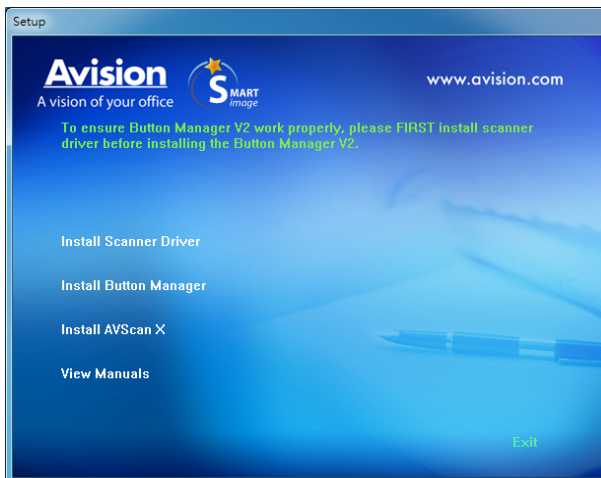 Setup
Avision
A vision of your office
SMART
image
www.avision.com
To ensure Button Manager V2 work properly, please FIRST install scanner
driver before installing the Button Manager V2.
Install Scanner Driver
Install Button Manager
Install AVScan X
View Manuals
Exit